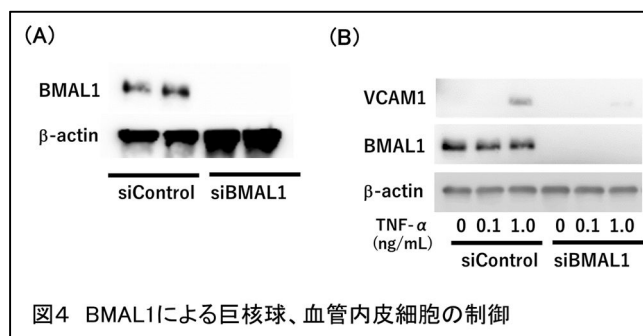 (A)
BMAL1
β-actin
siControl siBMAL1
(B)
VCAM1
BMAL1
β-actin
TNF-α 0 0.1 1.0 0 0.1 1.0
(ng/mL)
siControl siBMAL1
図4 BMAL1による巨核球、血管内皮細胞の制御